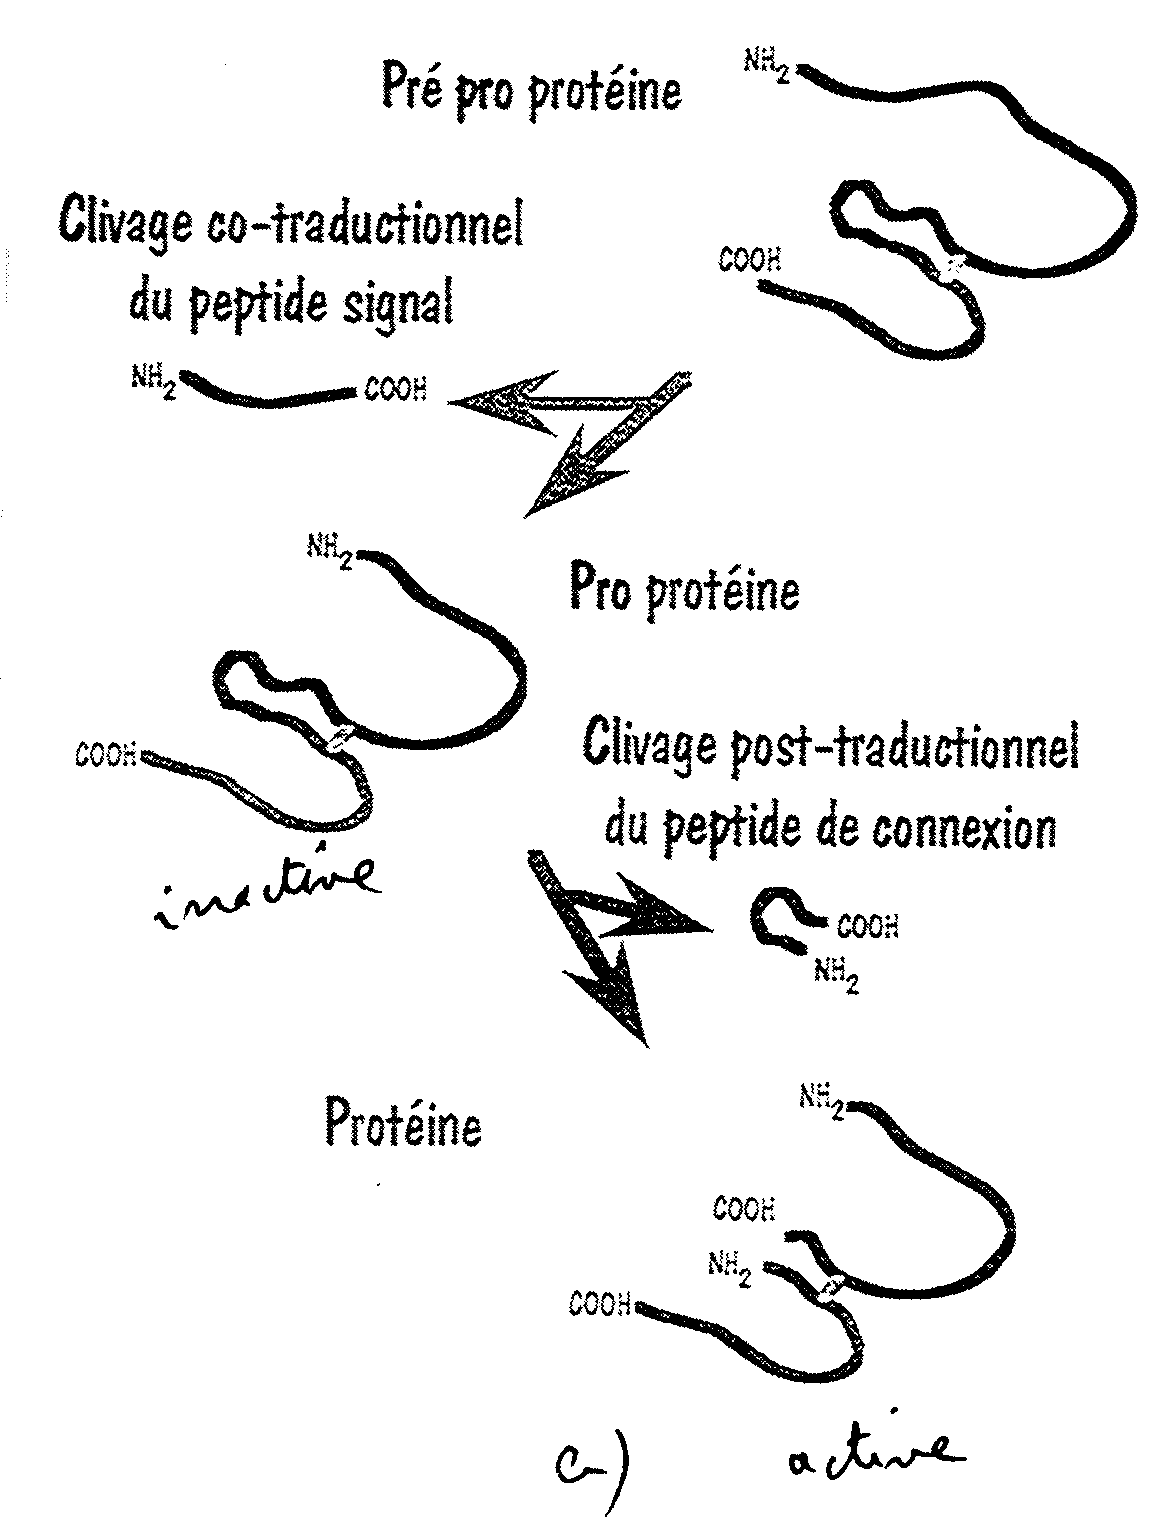 Pré pro protéine
NH2
Clivage co-traductionnel
du peptide signal
COOH
NH2
COOH
NH2
Pro protéine
COOH
Clivage post-traductionnel
du peptide de connexion
inactive
COOH
NH2
Protéine
NH2
COOH
NH2
COOH
a)
active